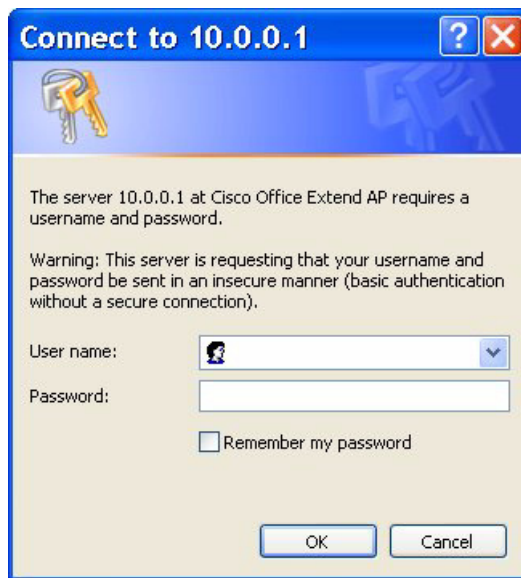 Connect to 10.0.0.1
?
The server 10.0.0.1 at Cisco Office Extend AP requires a
username and password.
Warning: This server is requesting that your username and
password be sent in an insecure manner (basic authentication
without a secure connection).
User name:
Password:
Remember my password
OK
Cancel